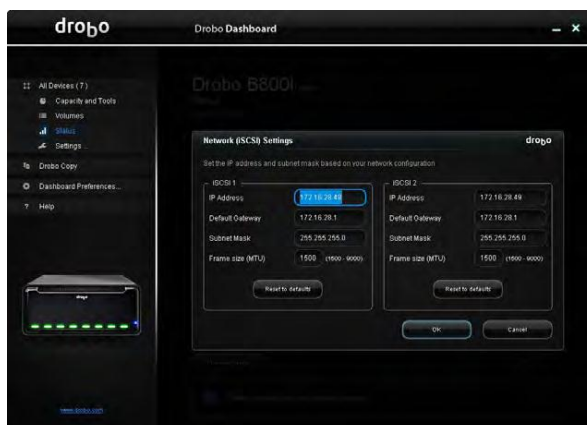 drobo
Drobo Dashboard
All Devices (7)
Capacity and Tools
Volumes
Status
Settings
Drobo Copy
Dashboard Preferences...
Help
www.drobo.com
Drobo B800i
Network (iSCSI) Settings
drobo
Set the IP address and subnet mask based on your network configuration
iSCSI 1
IP Address 172.16.28.49
Default Gateway 172.16.28.1
Subnet Mask 255.255.255.0
Frame size (MTU) 1500 (1500 - 9000)
Reset to defaults
iSCSI 2
IP Address 172.16.28.49
Default Gateway 172.16.28.1
Subnet Mask 255.255.255.0
Frame size (MTU) 1500 (1500 - 9000)
Reset to defaults
OK
Cancel